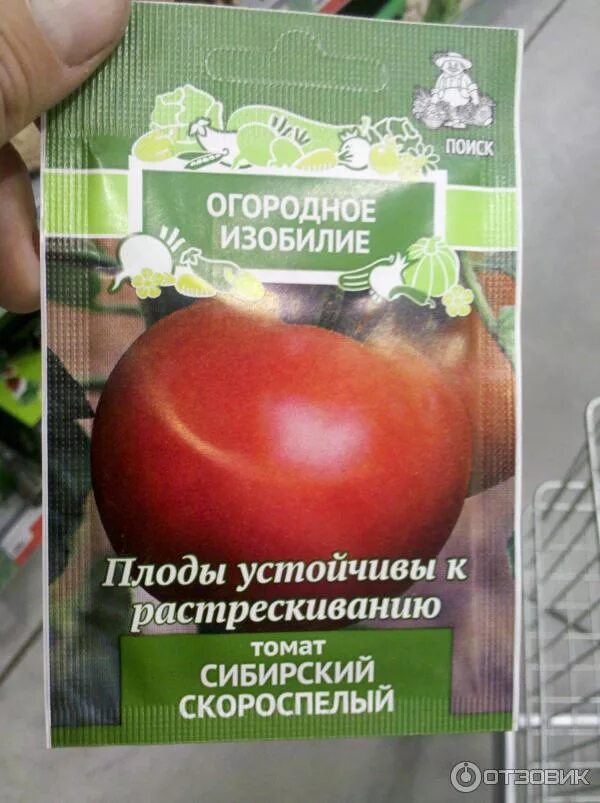 ПОИСК
ОГОРОДНОЕ
ИЗОБИЛИЕ
Плоды устойчивы к
растрескиванию
томат
СИБИРСКИЙ
СКОРОСПЕЛЫЙ
ОТЗОВИК